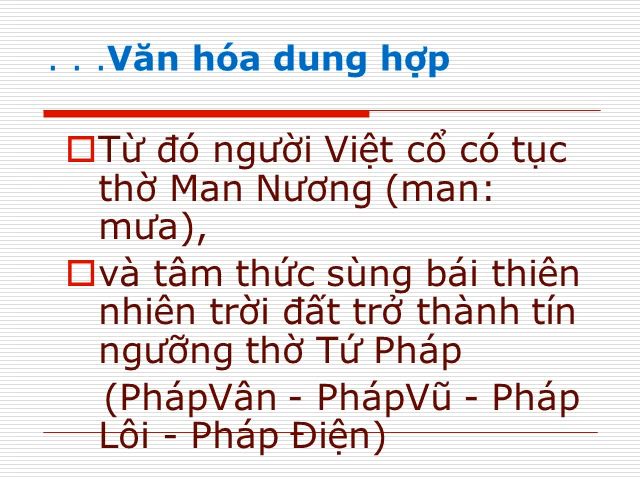 . . .Văn hóa dung hợp
Từ đó người Việt cổ có tục
thờ Man Nương (man:
mưa),
và tâm thức sùng bái thiên
nhiên trời đất trở thành tín
ngưỡng thờ Tứ Pháp
(PhápVân - PhápVũ - Pháp
Lôi - Pháp Điện)